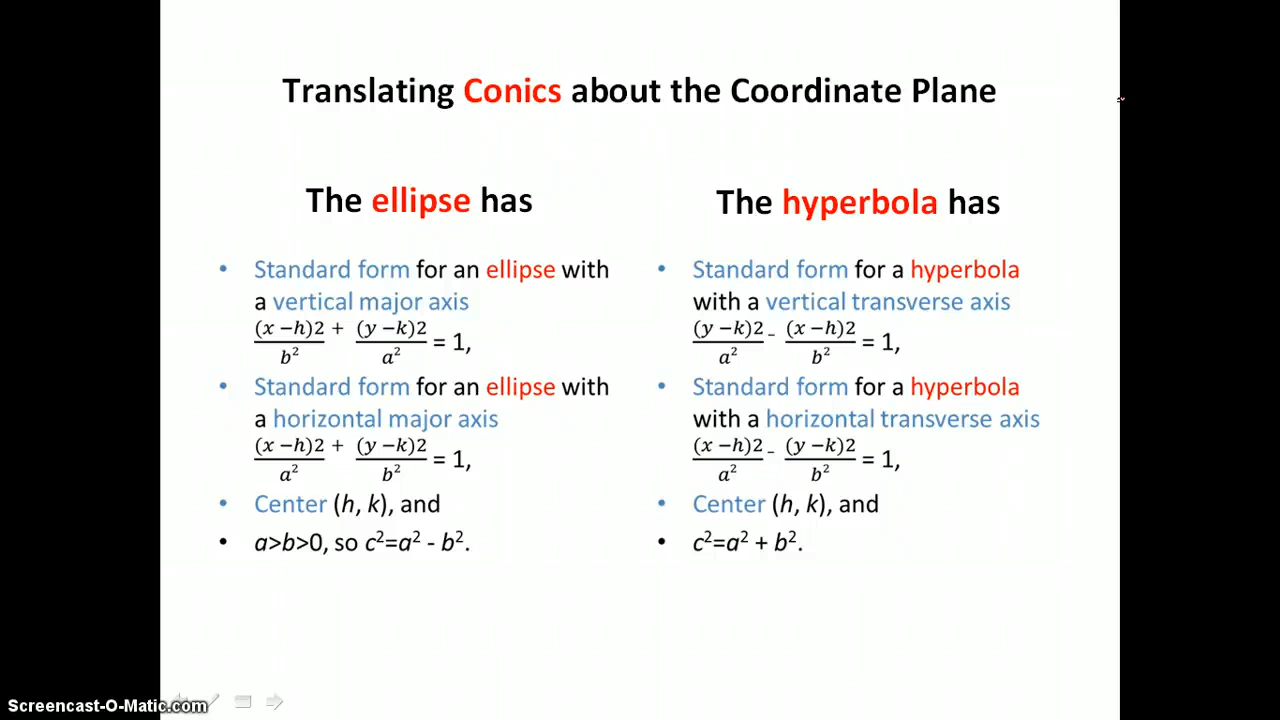 Translating Conics about the Coordinate Plane
The ellipse has
• Standard form for an ellipse with
a vertical major axis
(x −h)2/b² + (y −k)2/a² = 1,
• Standard form for an ellipse with
a horizontal major axis
(x −h)2/a² + (y −k)2/b² = 1,
• Center (h, k), and
• a>b>0, so c²=a² - b².
The hyperbola has
• Standard form for a hyperbola
with a vertical transverse axis
(y −k)2/a² - (x −h)2/b² = 1,
• Standard form for a hyperbola
with a horizontal transverse axis
(x −h)2/a² - (y −k)2/b² = 1,
• Center (h, k), and
• c²=a² + b².
Screencast-O-Matic.com